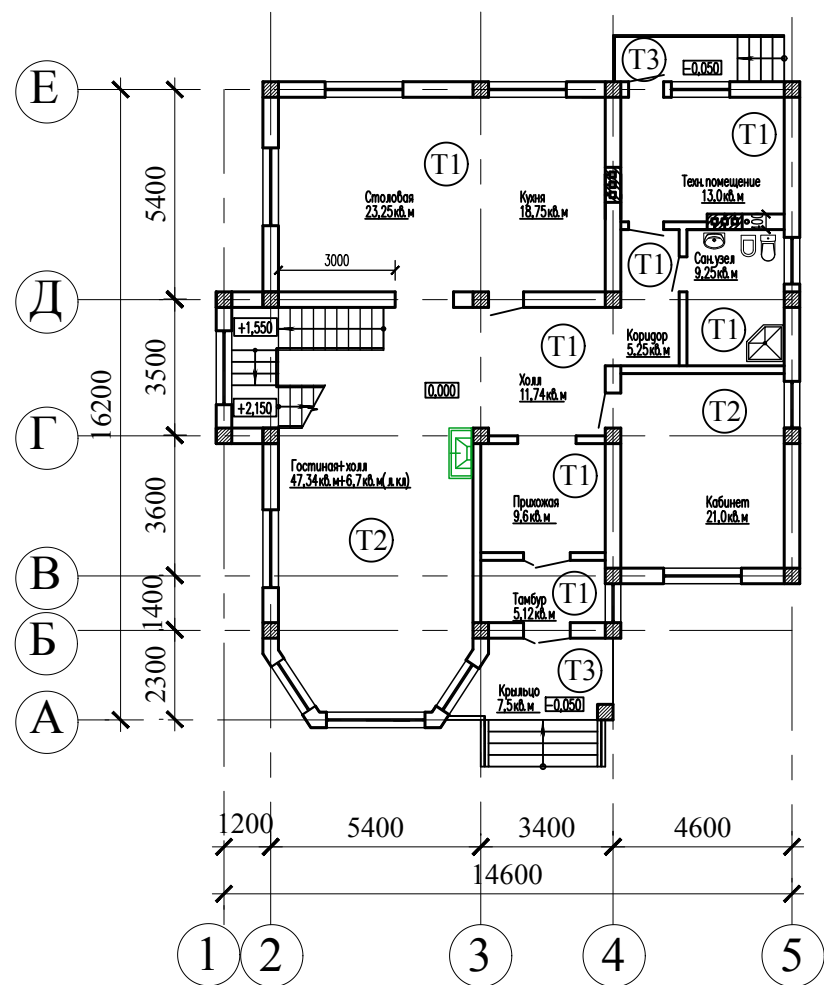 Т3
-0,050
Е
Т1
Т1
Столовая
23,25кв.м
Кухня
18,75кв.м
Техн.помещение
13,0кв.м
5400
3000
Т1
Сан.узел
9,25кв.м
Д
+1,550
Т1
Т1
Коридор
5,25кв.м
3500
16200
0,000
Холл
11,74кв.м
+2,150
Т2
Г
Гостиная+холл
47,34кв.м+6,7кв.м(л.кл)
Т1
Прихожая
9,6кв.м
Кабинет
21,0кв.м
3600
Т2
В
Т1
Тамбур
5,12кв.м
1400
Б
Т3
2300
Крыльцо
7,5кв.м
-0,050
А
1200
5400
3400
4600
14600
1
2
3
4
5